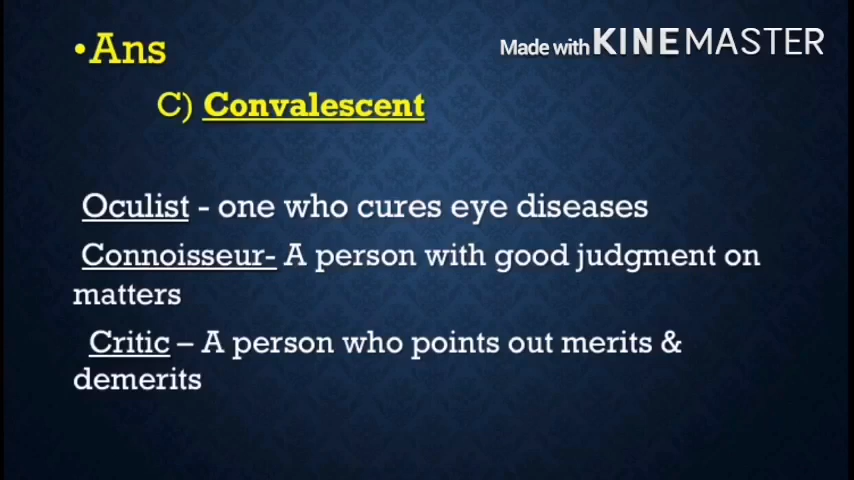 •Ans
Made with KINEMASTER
C) Convalescent
Oculist - one who cures eye diseases
Connoisseur- A person with good judgment on
matters
Critic – A person who points out merits &
demerits